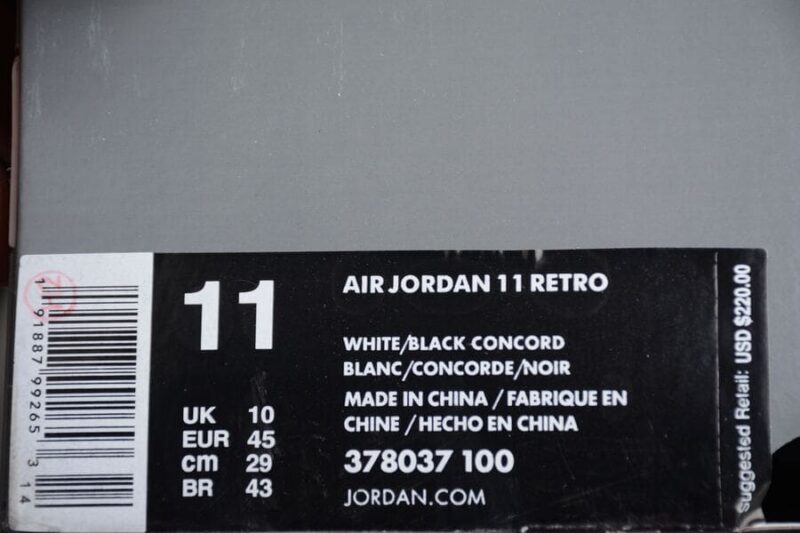 11
UK 10
EUR 45
cm 29
BR 43
AIR JORDAN 11 RETRO
WHITE/BLACK CONCORD
BLANC/CONCORDE/NOIR
MADE IN CHINA / FABRIQUE EN
CHINE / HECHO EN CHINA
378037 100
JORDAN.COM
suggested Retail: USD $220.00
1 91887 99265 3 14